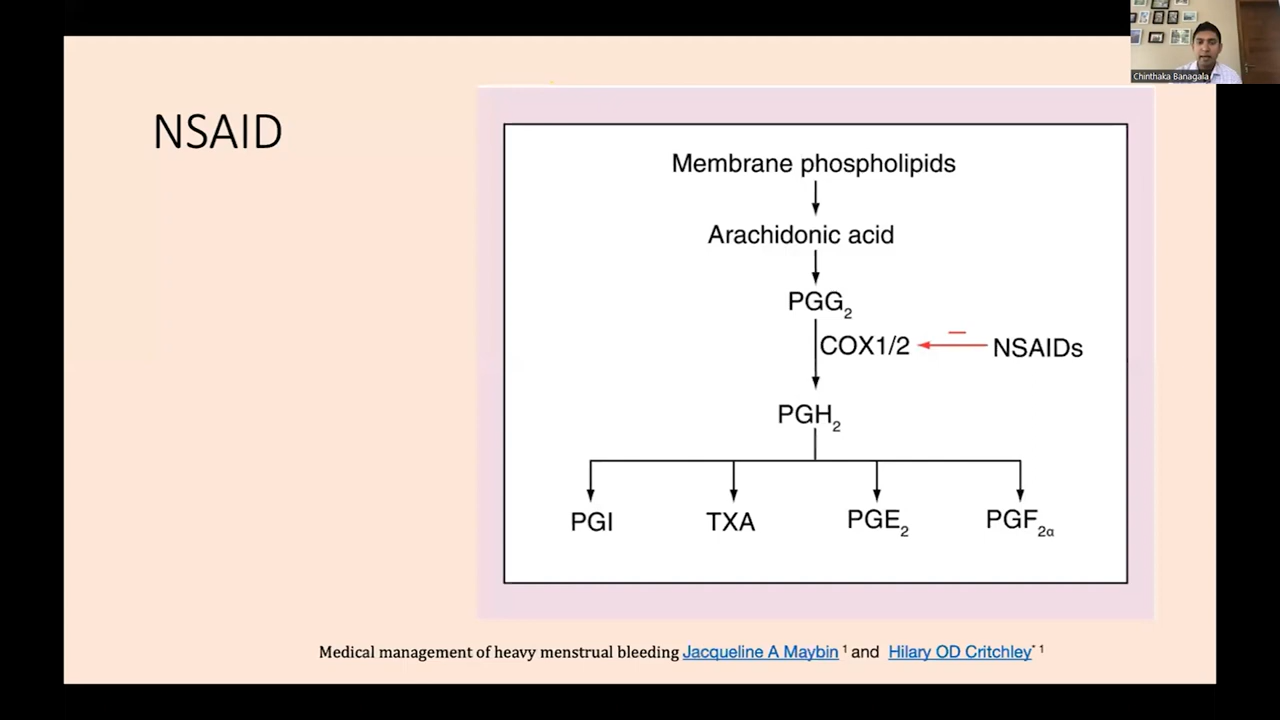 Chinthaka Banagala
NSAID
Membrane phospholipids
Arachidonic acid
PGG₂
COX1/2 – NSAIDs
PGH₂
PGI TXA PGE₂ PGF₂α
Medical management of heavy menstrual bleeding Jacqueline A Maybin ¹ and Hilary OD Critchley* ¹